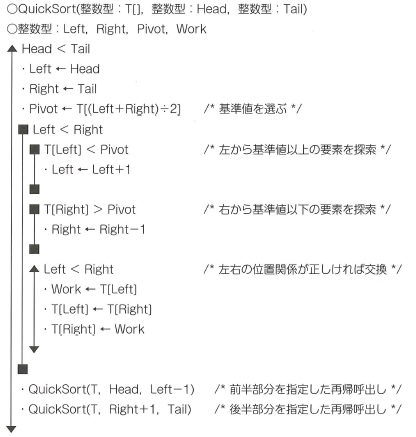 ○QuickSort(整数型：T[], 整数型：Head, 整数型：Tail)
○整数型：Left, Right, Pivot, Work
Head < Tail
・Left ← Head
・Right ← Tail
・Pivot ← T[(Left+Right)÷2] /* 基準値を選ぶ */
Left < Right
T[Left] < Pivot /* 左から基準値以上の要素を探索 */
・Left ← Left+1
T[Right] > Pivot /* 右から基準値以下の要素を探索 */
・Right ← Right−1
Left < Right /* 左右の位置関係が正しければ交換 */
・Work ← T[Left]
・T[Left] ← T[Right]
・T[Right] ← Work
・QuickSort(T, Head, Left−1) /* 前半部分を指定した再帰呼出し */
・QuickSort(T, Right+1, Tail) /* 後半部分を指定した再帰呼出し */